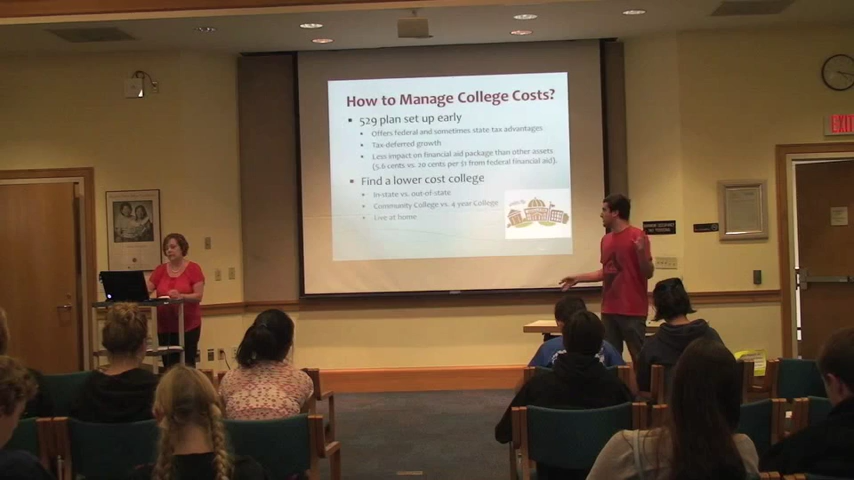 How to Manage College Costs?
▪ 529 plan set up early
• Offers federal and sometimes state tax advantages
• Tax-deferred growth
• Less impact on financial aid package than other assets
(5.6 cents vs. 20 cents per $1 from federal financial aid).
▪ Find a lower cost college
• In-state vs. out-of-state
• Community College vs. 4 year College
• Live at home
EXIT